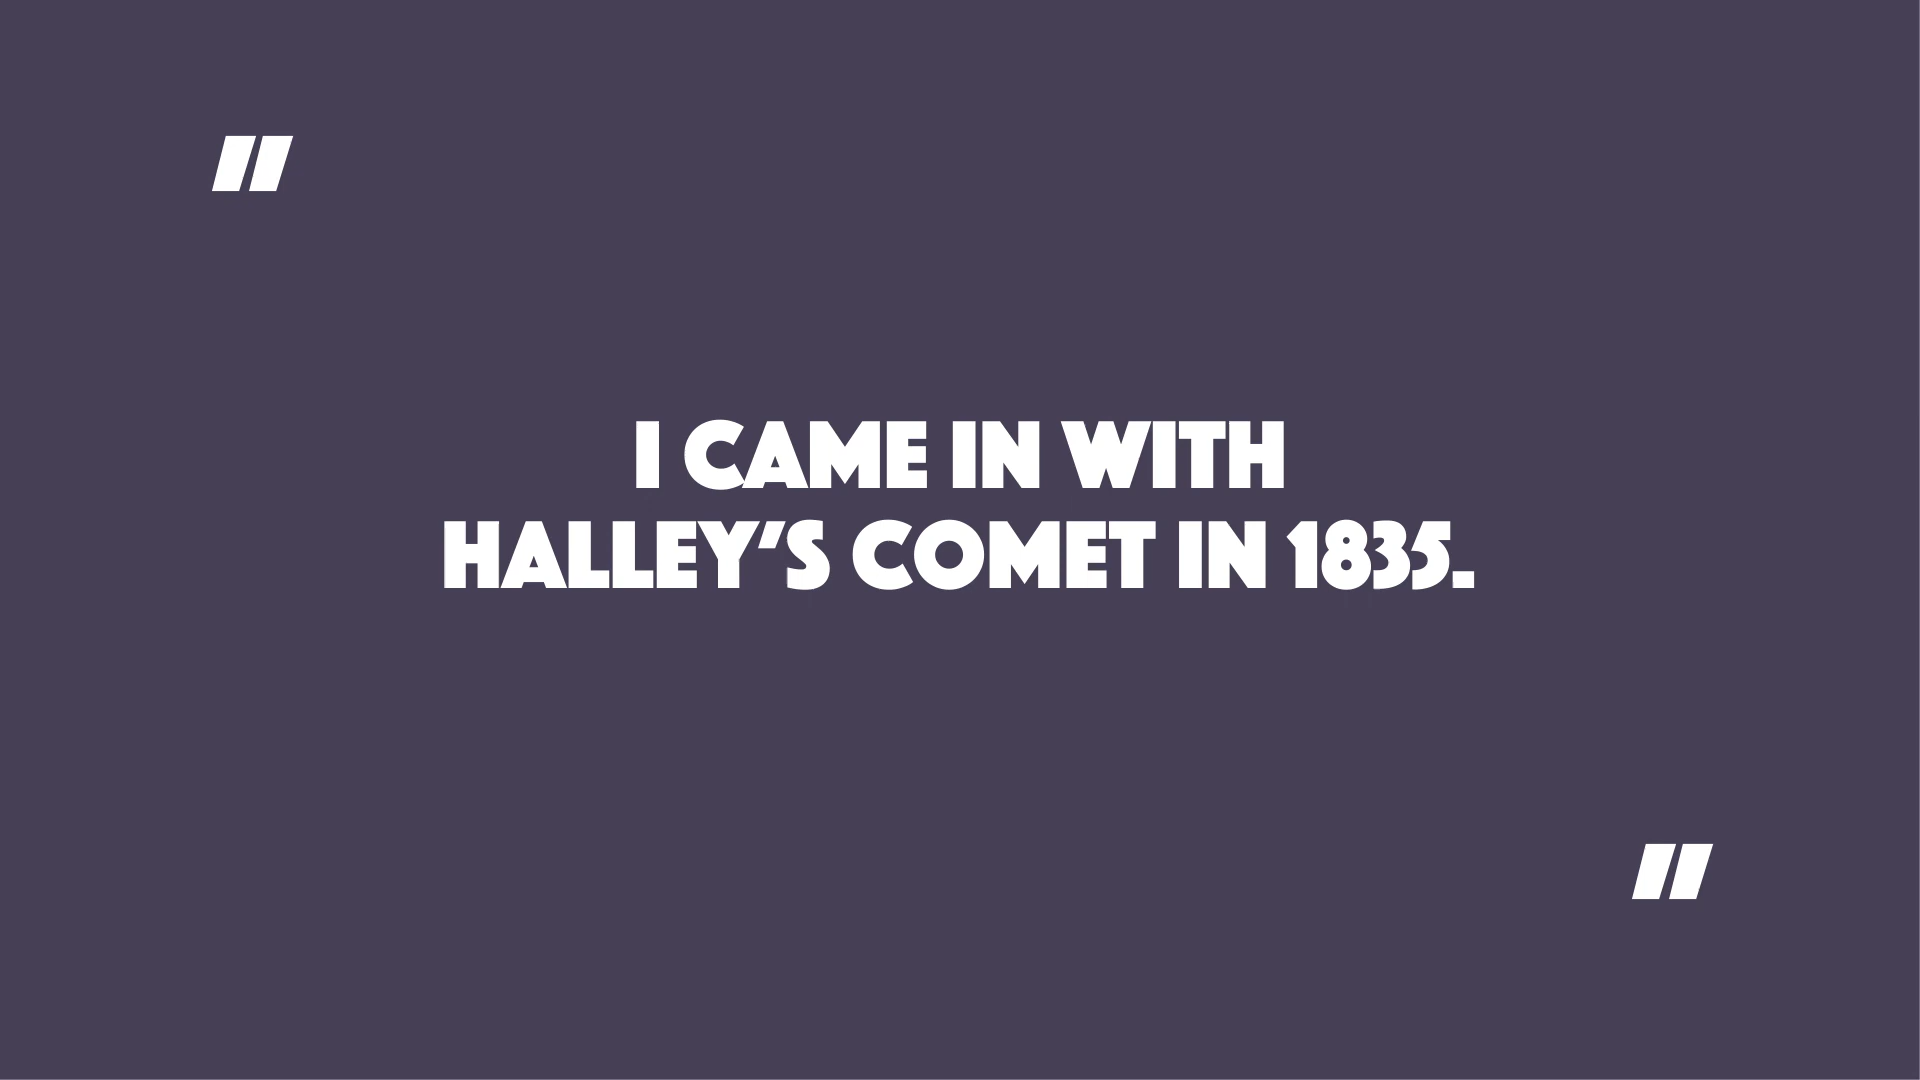 "
I CAME IN WITH
HALLEY'S COMET IN 1835.
"